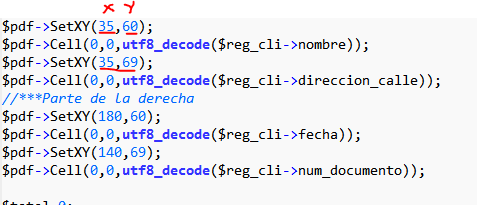 X Y
$pdf->SetXY(35,60);
$pdf->Cell(0,0,utf8_decode($reg_cli->nombre));
$pdf->SetXY(35,69);
$pdf->Cell(0,0,utf8_decode($reg_cli->direccion_calle));
//***Parte de la derecha
$pdf->SetXY(180,60);
$pdf->Cell(0,0,utf8_decode($reg_cli->fecha));
$pdf->SetXY(140,69);
$pdf->Cell(0,0,utf8_decode($reg_cli->num_documento));